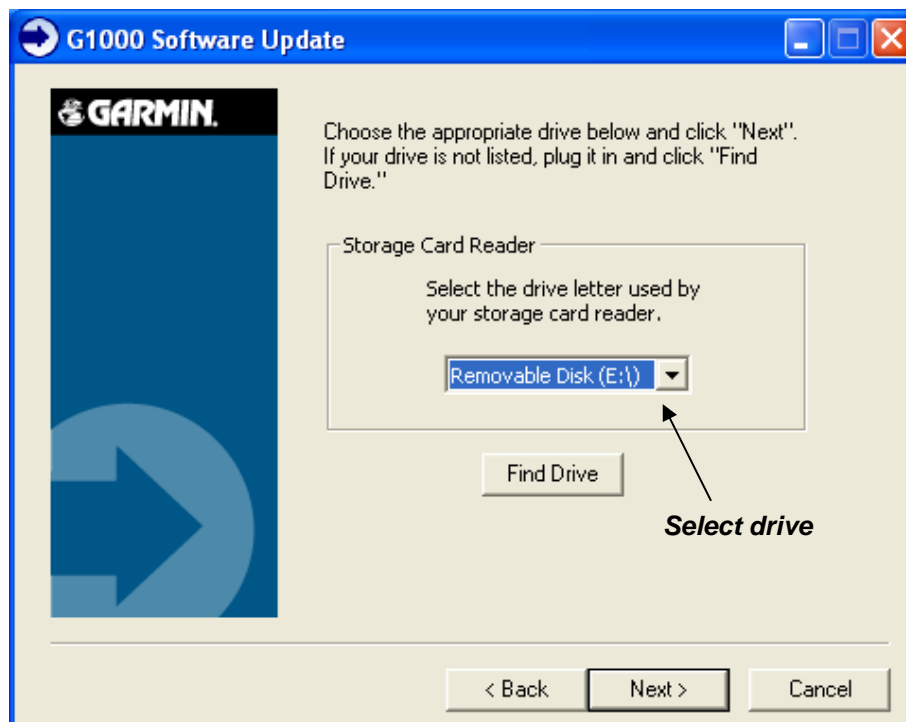 G1000 Software Update
GARMIN.
Choose the appropriate drive below and click "Next".
If your drive is not listed, plug it in and click "Find
Drive."
Storage Card Reader
Select the drive letter used by
your storage card reader.
Removable Disk (E:\)
Find Drive
Select drive
< Back
Next >
Cancel